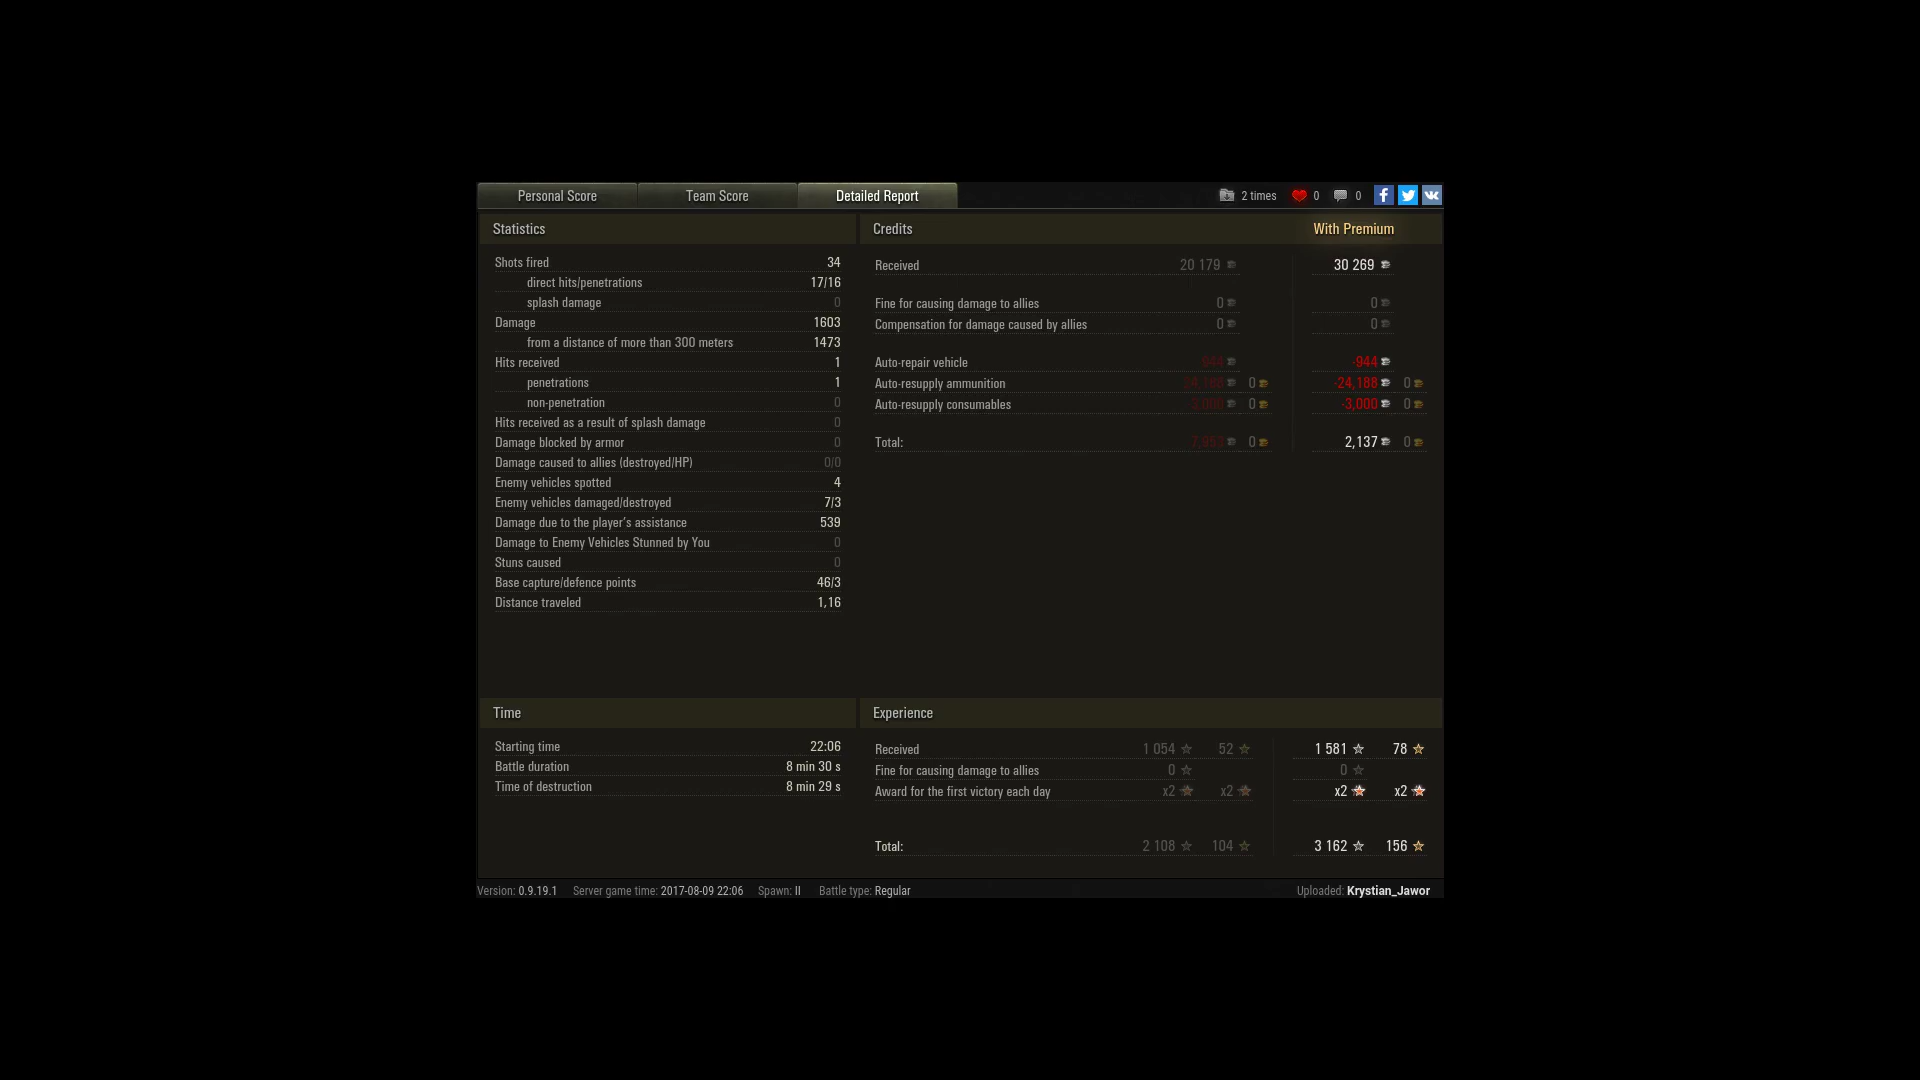 Personal Score Team Score Detailed Report 2 times 0 0
Statistics
Shots fired 34
direct hits/penetrations 17/16
splash damage 0
Damage 1603
from a distance of more than 300 meters 1473
Hits received 1
penetrations 1
non-penetration 0
Hits received as a result of splash damage 0
Damage blocked by armor 0
Damage caused to allies (destroyed/HP) 0/0
Enemy vehicles spotted 4
Enemy vehicles damaged/destroyed 7/3
Damage due to the player's assistance 539
Damage to Enemy Vehicles Stunned by You 0
Stuns caused 0
Base capture/defence points 46/3
Distance traveled 1,16
Credits With Premium
Received 20 179 30 269
Fine for causing damage to allies 0 0
Compensation for damage caused by allies 0 0
Auto-repair vehicle -944 -944
Auto-resupply ammunition 0 -24,188 0
Auto-resupply consumables 0 -3,000 0
Total: 0 2,137 0
Time
Starting time 22:06
Battle duration 8 min 30 s
Time of destruction 8 min 29 s
Experience
Received 1 054 52 1 581 78
Fine for causing damage to allies 0 0
Award for the first victory each day x2 x2 x2 x2
Total: 2 108 104 3 162 156
Version: 0.9.19.1 Server game time: 2017-08-09 22:06 Spawn: II Battle type: Regular Uploaded: Krystian_Jawor